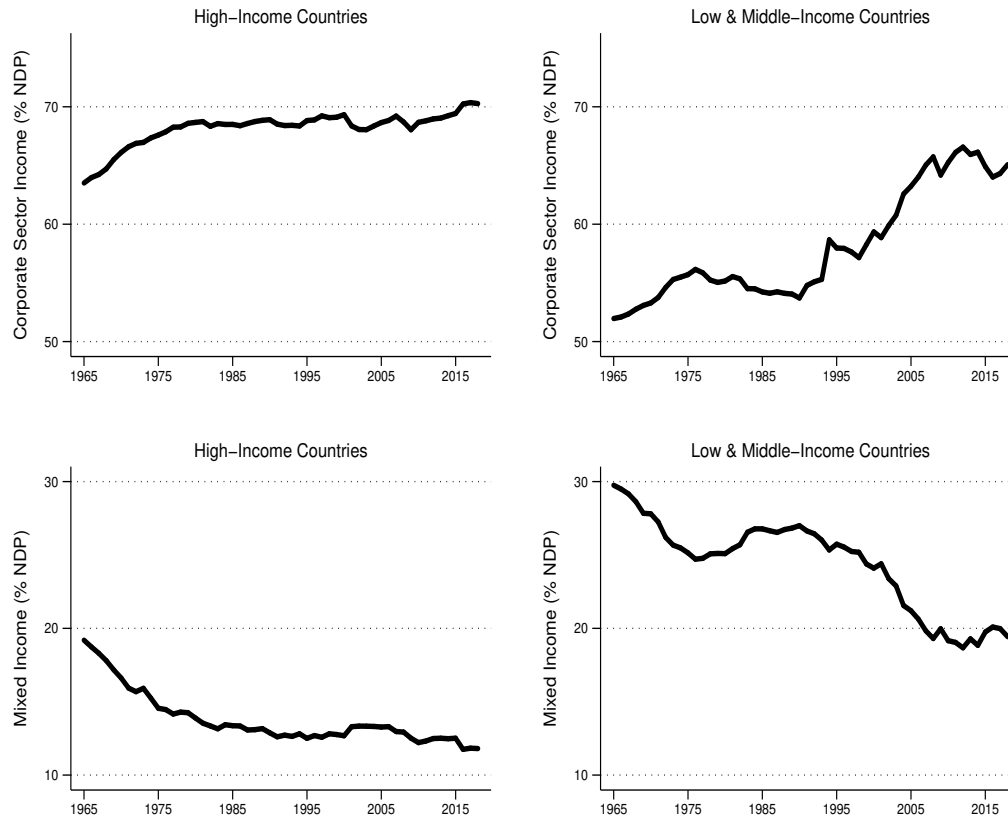 High−Income Countries
Corporate Sector Income (% NDP)
70
60
50
1965 1975 1985 1995 2005 2015
Low & Middle−Income Countries
Corporate Sector Income (% NDP)
70
60
50
1965 1975 1985 1995 2005 2015
High−Income Countries
Mixed Income (% NDP)
30
20
10
1965 1975 1985 1995 2005 2015
Low & Middle−Income Countries
Mixed Income (% NDP)
30
20
10
1965 1975 1985 1995 2005 2015